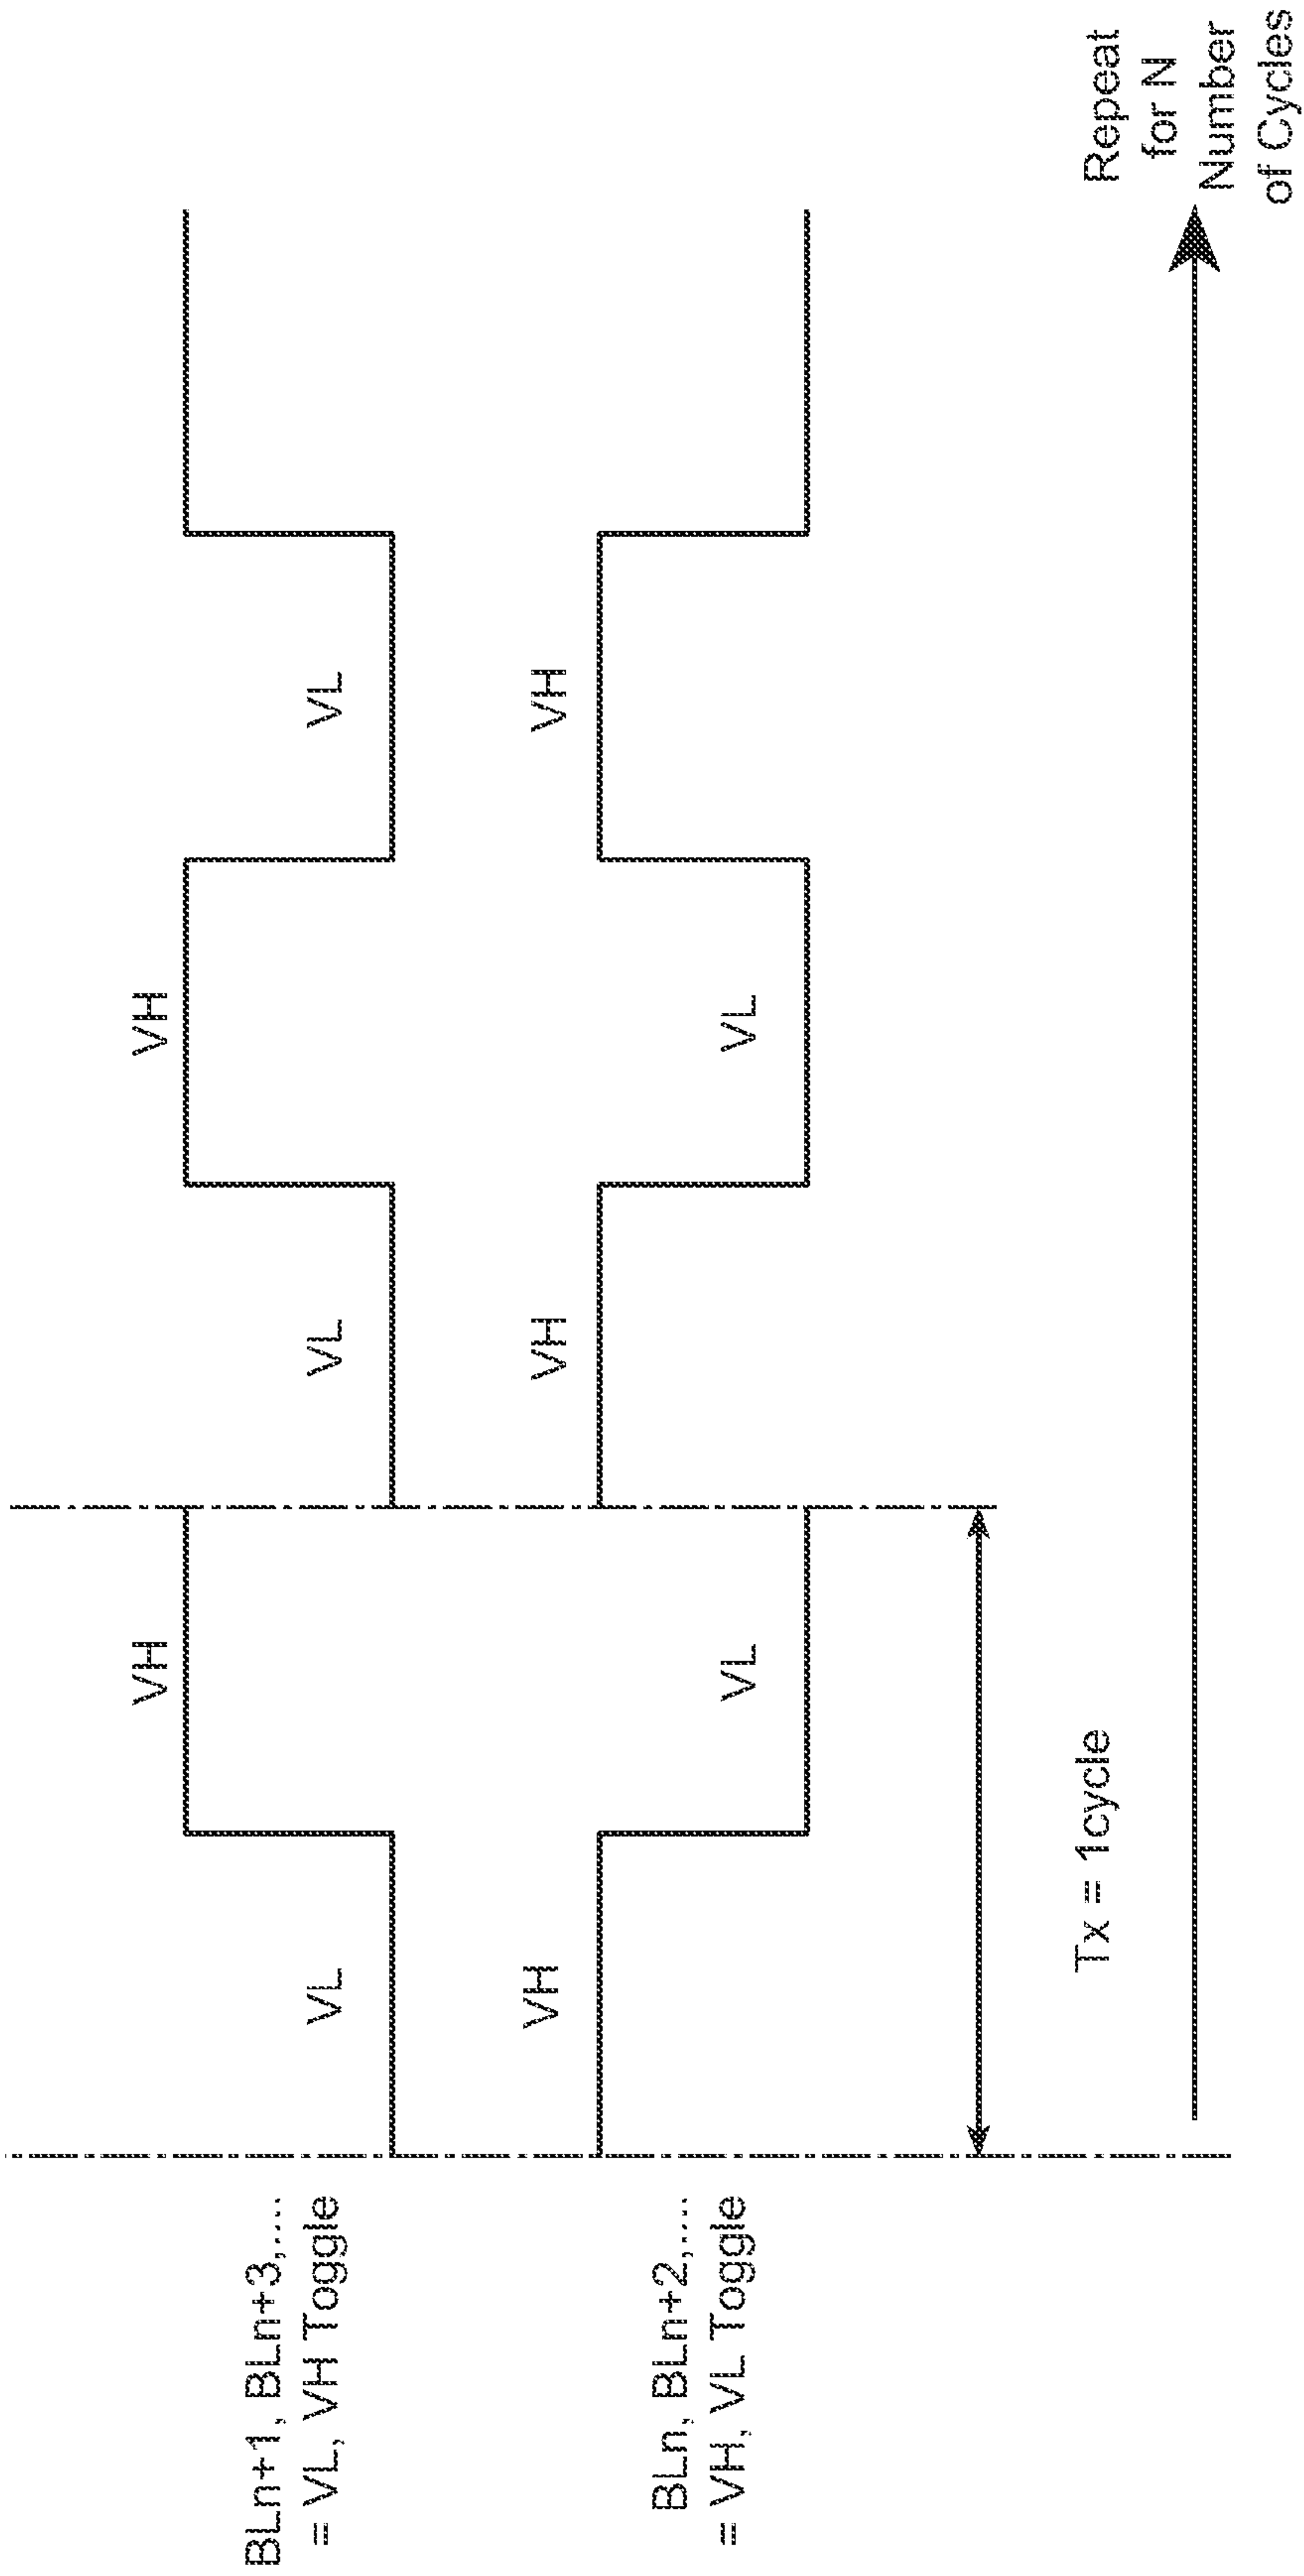 BLn+1, BLn+3,....
= VL, VH Toggle
VL
VH
VL
VH
VL
BLn, BLn+2,....
= VH, VL Toggle
VH
VL
VH
VL
VH
Tx = 1cycle
Repeat
for N
Number
of Cycles